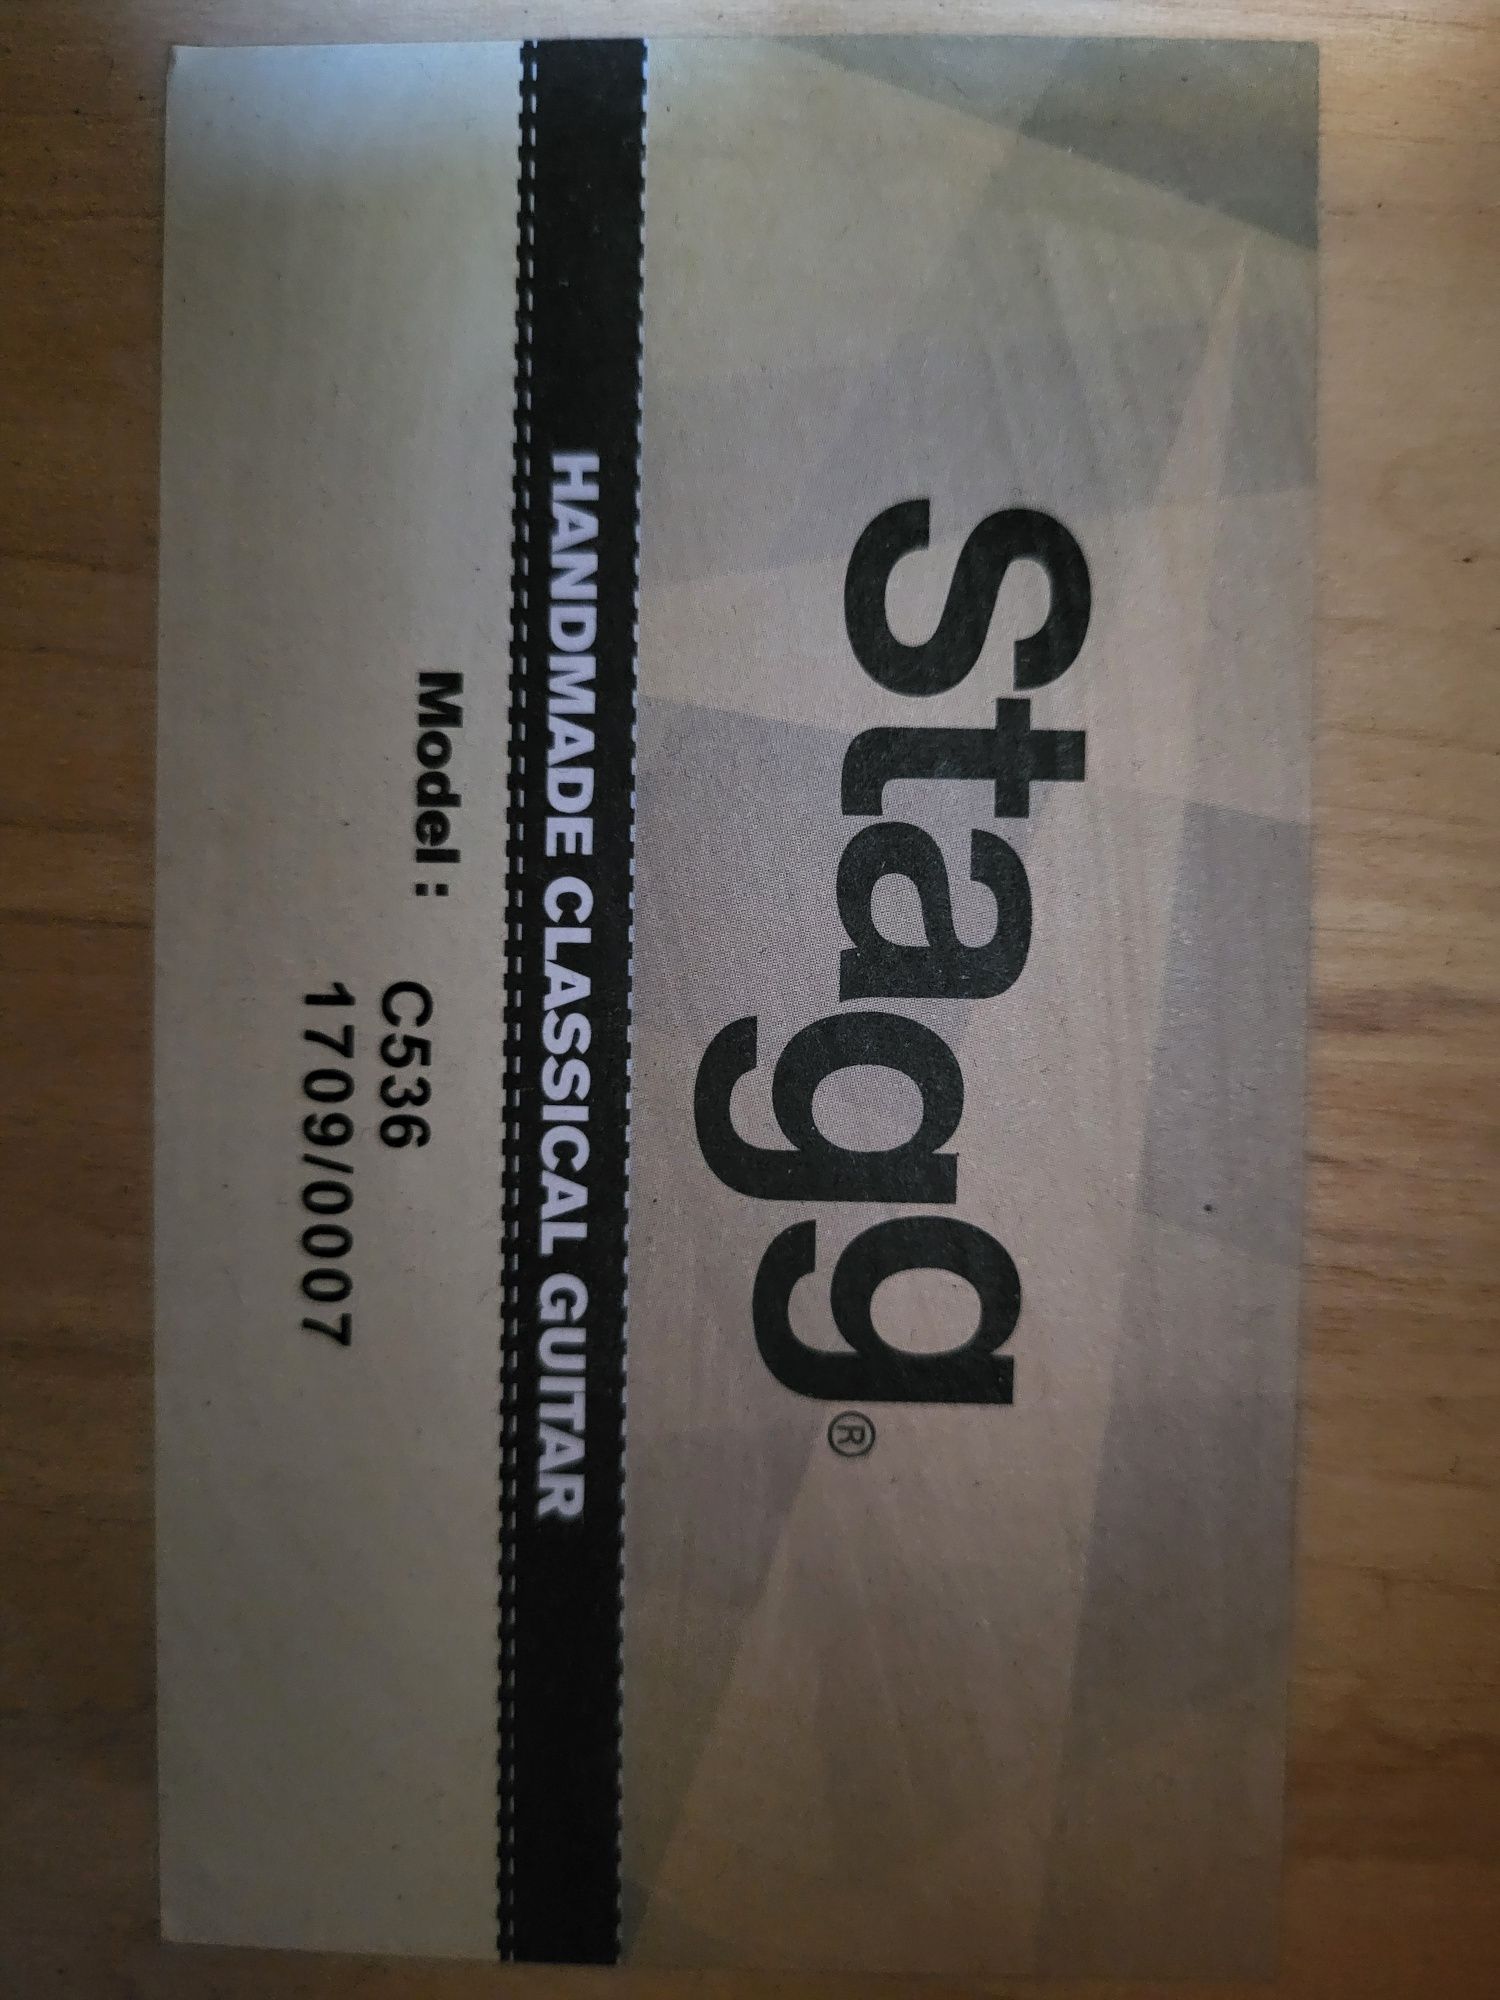 Stagg®
HANDMADE CLASSICAL GUITAR
Model : C536
1709/0007